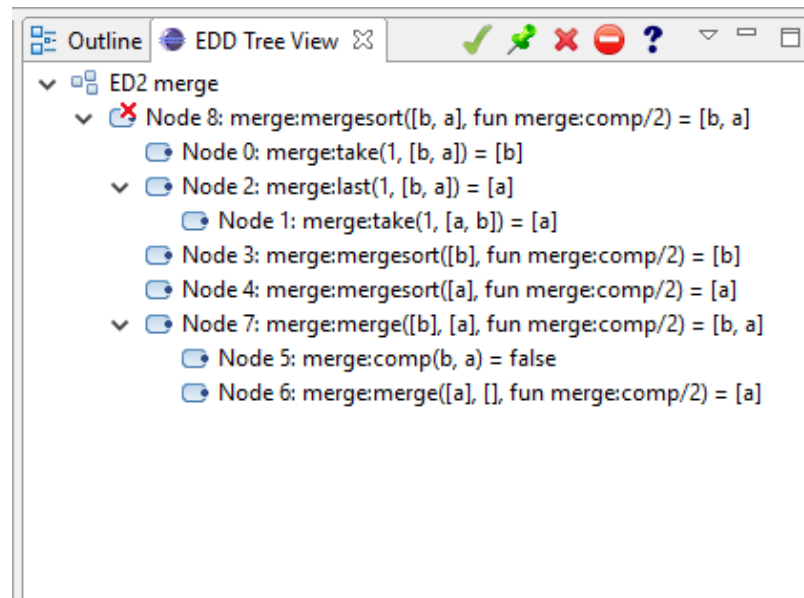 Outline EDD Tree View
ED2 merge
Node 8: merge:mergesort([b, a], fun merge:comp/2) = [b, a]
Node 0: merge:take(1, [b, a]) = [b]
Node 2: merge:last(1, [b, a]) = [a]
Node 1: merge:take(1, [a, b]) = [a]
Node 3: merge:mergesort([b], fun merge:comp/2) = [b]
Node 4: merge:mergesort([a], fun merge:comp/2) = [a]
Node 7: merge:merge([b], [a], fun merge:comp/2) = [b, a]
Node 5: merge:comp(b, a) = false
Node 6: merge:merge([a], [], fun merge:comp/2) = [a]